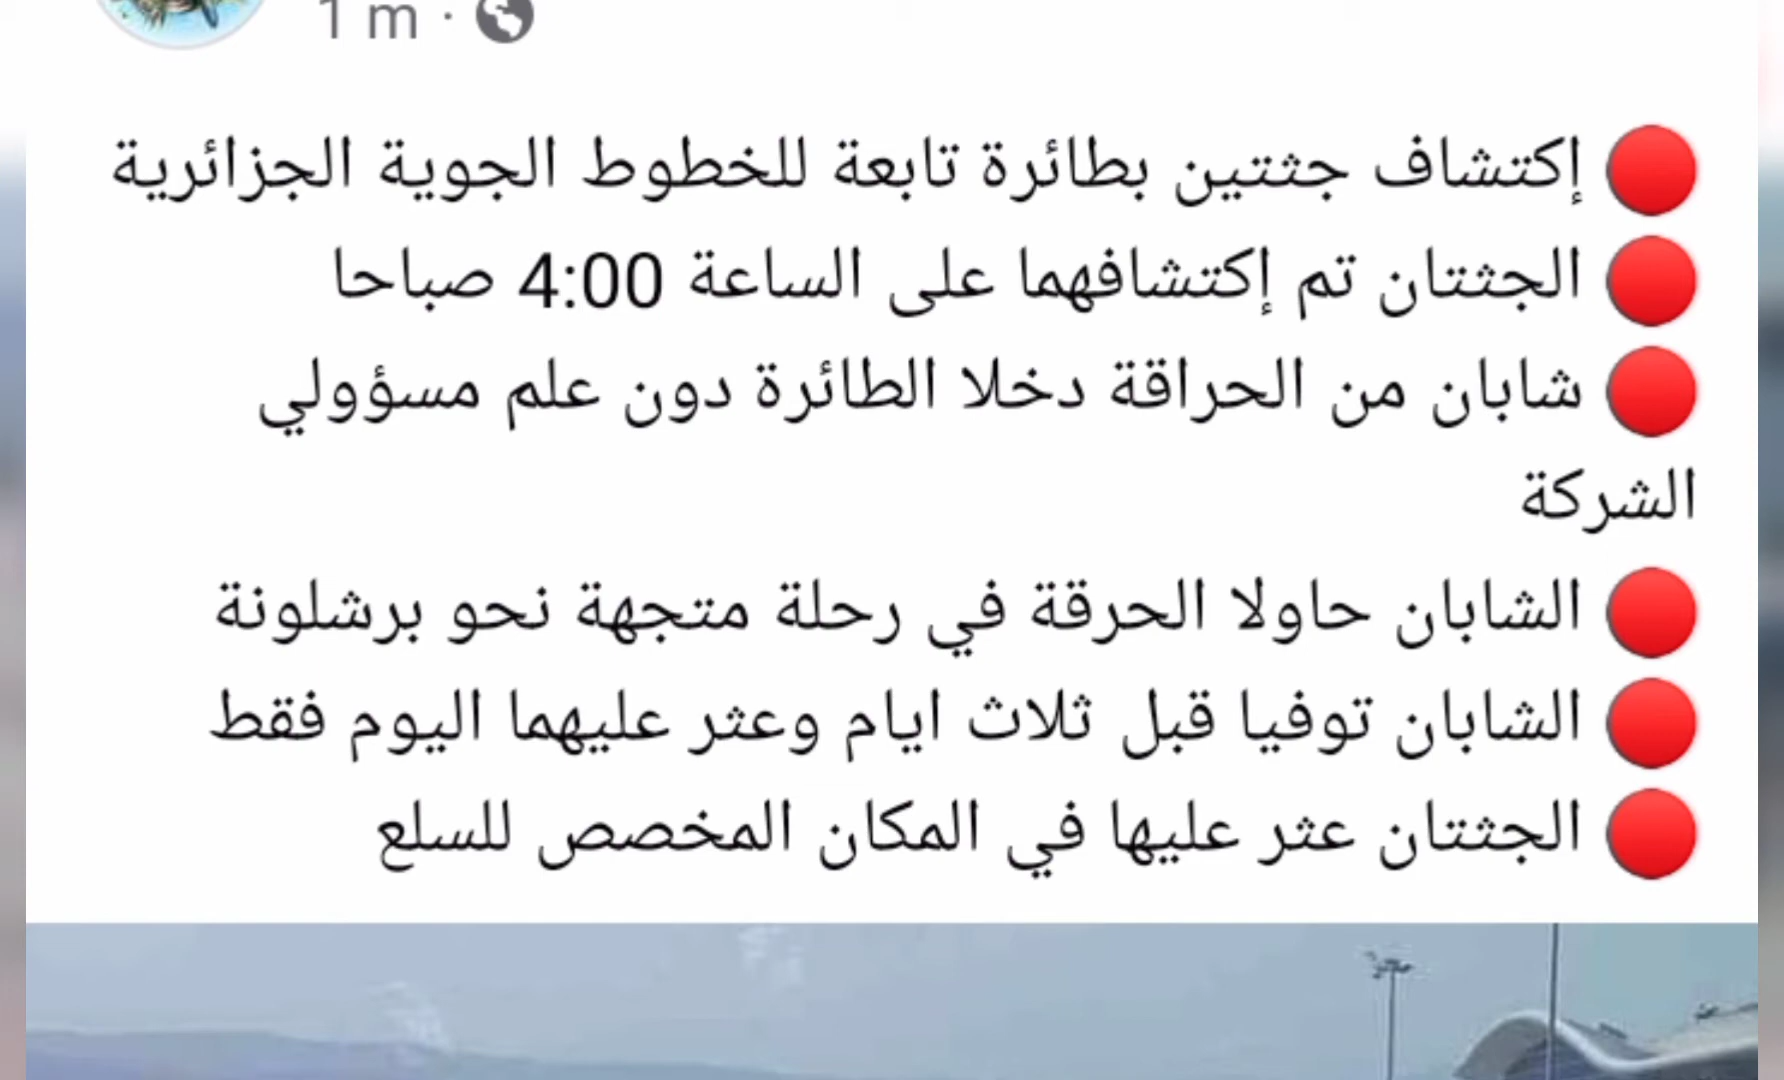 1 m ·
🔴 إكتشاف جثتين بطائرة تابعة للخطوط الجوية الجزائرية
🔴 الجثتان تم إكتشافهما على الساعة 4:00 صباحا
🔴 شابان من الحراقة دخلا الطائرة دون علم مسؤولي
الشركة
🔴 الشابان حاولا الحرقة في رحلة متجهة نحو برشلونة
🔴 الشابان توفيا قبل ثلاث ايام وعثر عليهما اليوم فقط
🔴 الجثتان عثر عليها في المكان المخصص للسلع